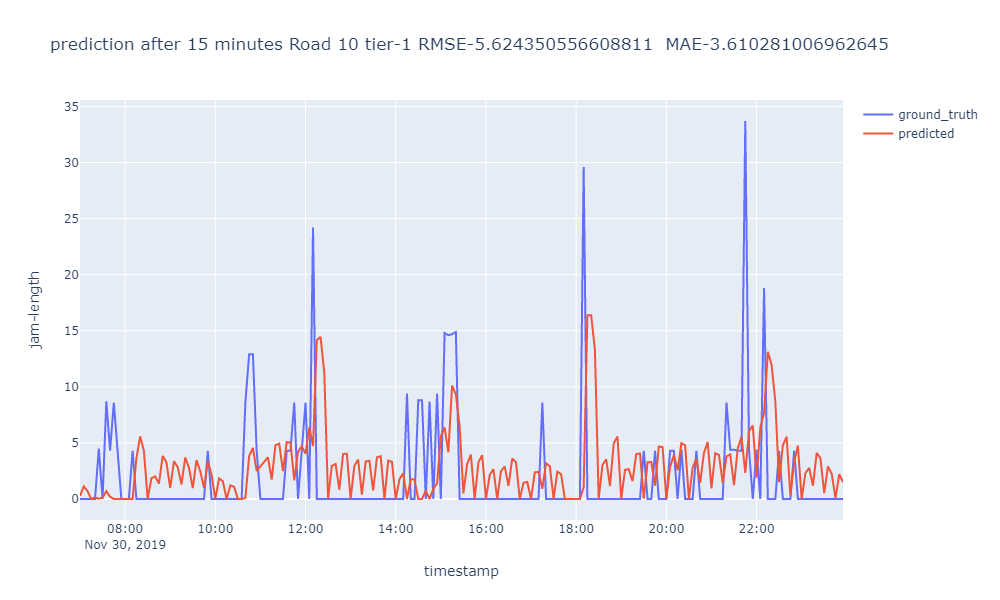 prediction after 15 minutes Road 10 tier-1 RMSE-5.624350556608811 MAE-3.610281006962645
ground_truth
predicted
jam-length
35
30
25
20
15
10
5
0
08:00 10:00 12:00 14:00 16:00 18:00 20:00 22:00
Nov 30, 2019
timestamp